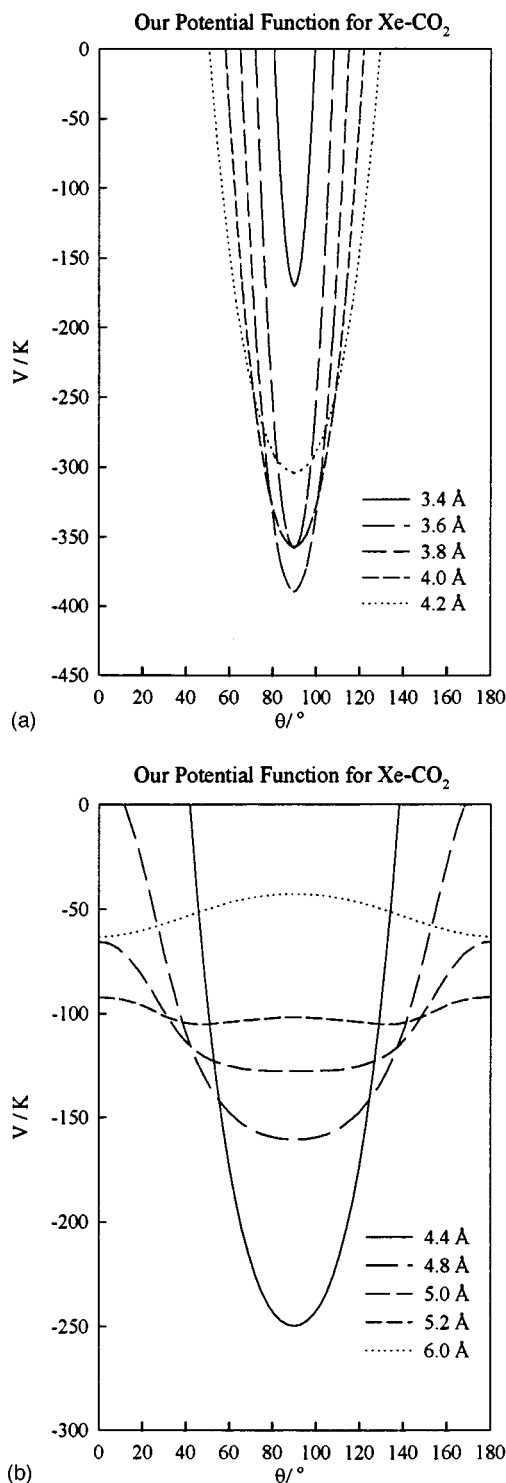 Our Potential Function for Xe-CO₂
0
-50
-100
-150
-200
-250
-300
-350
-400
-450
V / K
3.4 Å
3.6 Å
3.8 Å
4.0 Å
4.2 Å
0 20 40 60 80 100 120 140 160 180
θ/ °
(a)
Our Potential Function for Xe-CO₂
0
-50
-100
-150
-200
-250
-300
V / K
4.4 Å
4.8 Å
5.0 Å
5.2 Å
6.0 Å
0 20 40 60 80 100 120 140 160 180
θ/ °
(b)